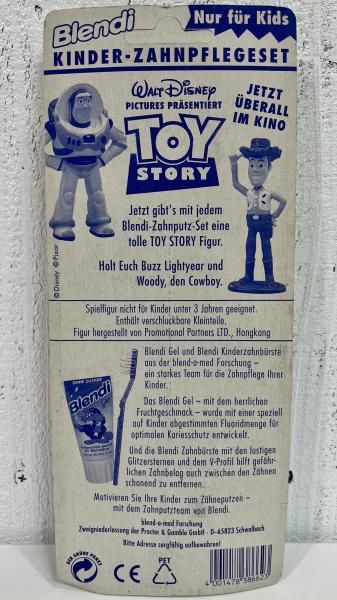 Blendi
Nur für Kids
KINDER-ZAHNPFLEGESET
WALT DISNEY
PICTURES PRÄSENTIERT
JETZT
ÜBERALL
IM KINO
TOY
STORY
Jetzt gibt's mit jedem
Blendi-Zahnputz-Set eine
tolle TOY STORY Figur.
Holt Euch Buzz Lightyear und
Woody, den Cowboy.
© Disney © Pixar
Spielfigur nicht für Kinder unter 3 Jahren geeignet.
Enthält verschluckbare Kleinteile.
Figur hergestellt von Promotional Partners LTD., Hongkong
OHNE ZUCKER
Blendi
Blendi Gel und Blendi Kinderzahnbürste
aus der blend-a-med Forschung –
ein starkes Team für die Zahnpflege Ihrer
Kinder.
Das Blendi Gel – mit dem herrlichen
Fruchtgeschmack – wurde mit einer speziell
auf Kinder abgestimmten Fluoridmenge für
optimalen Kariesschutz entwickelt.
Und die Blendi Zahnbürste mit den lustigen
Glitzersternen und dem V-Profil hilft gefähr-
lichen Zahnbelag auch zwischen den Zähnen
schonend zu entfernen.
Motivieren Sie Ihre Kinder zum Zähneputzen –
mit dem Zahnputzteam von Blendi.
blend-a-med Forschung
Zweigniederlassung der Procter & Gamble GmbH · D–65823 Schwalbach
Bitte Adresse sorgfältig aufbewahren!
DER GRÜNE PUNKT
CE
PET
4 001478 586623